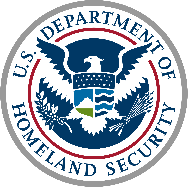 U.S. DEPARTMENT OF
HOMELAND SECURITY